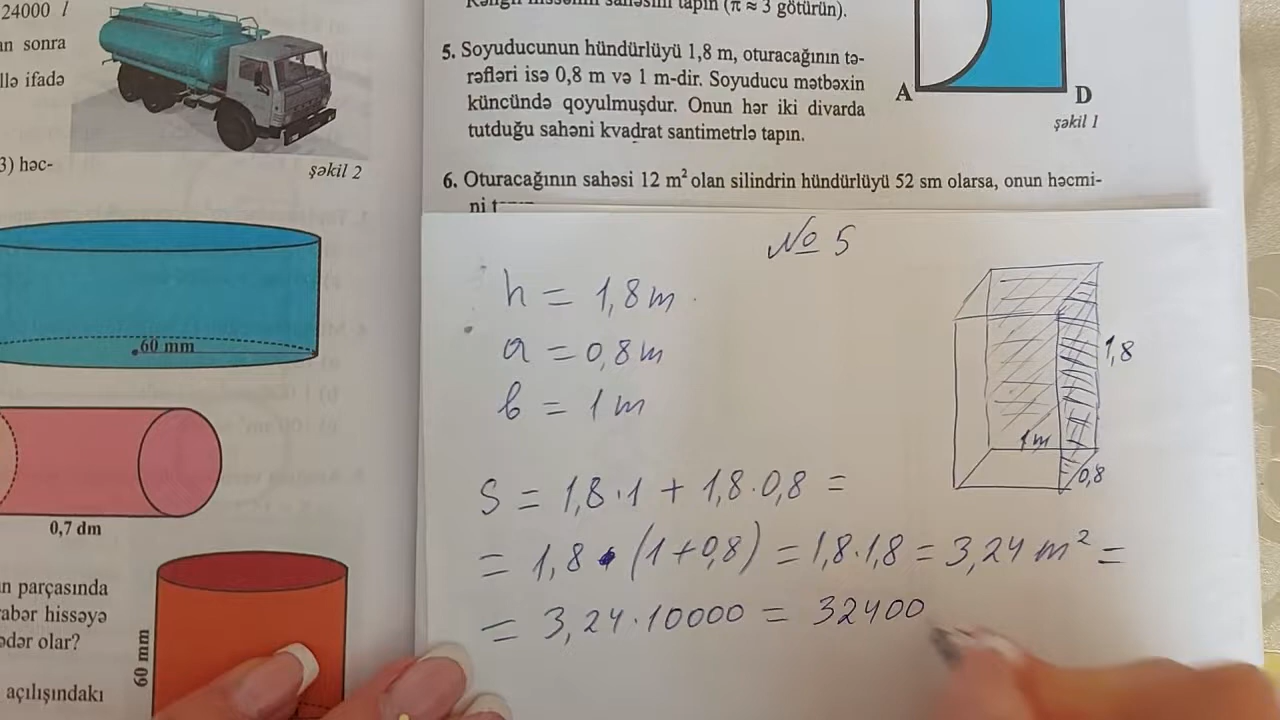 24000 l
an sonra
llə ifadə
3) həc-
şəkil 2
60 mm
0,7 dm
n parçasında
abər hissəyə
ədər olar?
açılışındakı
60 mm
sahəsini tapın (π ≈ 3 götürün).
5. Soyuducunun hündürlüyü 1,8 m, oturacağının tə-
rəfləri isə 0,8 m və 1 m-dir. Soyuducu mətbəxin
küncündə qoyulmuşdur. Onun hər iki divarda
tutduğu sahəni kvadrat santimetrlə tapın.
A
D
şəkil 1
6. Oturacağının sahəsi 12 m² olan silindrin hündürlüyü 52 sm olarsa, onun həcmi-
ni
№ 5
h = 1,8 m
a = 0,8 m
b = 1 m
1,8
1 m
0,8
S = 1,8 · 1 + 1,8 · 0,8 =
= 1,8 · (1 + 0,8) = 1,8 · 1,8 = 3,24 m² =
= 3,24 · 10000 = 32400